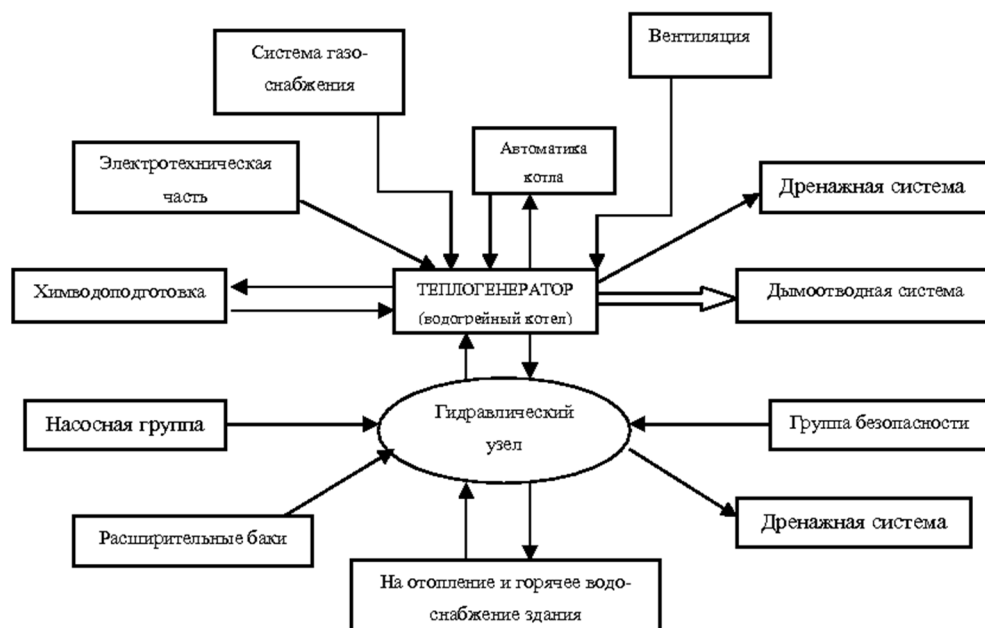 Вентиляция
Система газо-
снабжения
Автоматика
котла
Электротехническая
часть
Дренажная система
Химводоподготовка
ТЕПЛОГЕНЕРАТОР
(водогрейный котел)
Дымоотводная система
Насосная группа
Гидравлический
узел
Группа безопасности
Расширительные баки
Дренажная система
На отопление и горячее водо-
снабжение здания